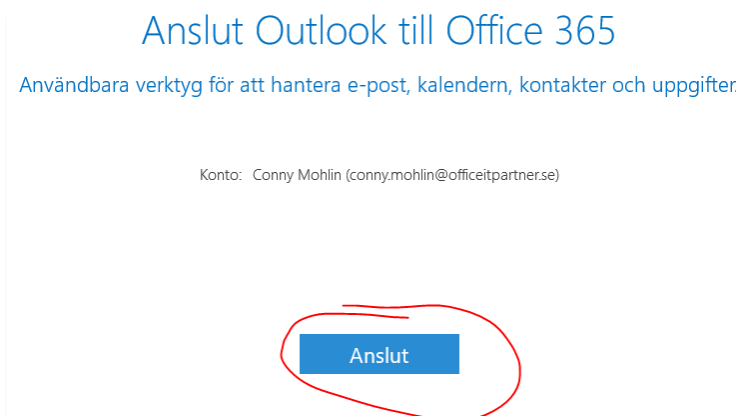 Anslut Outlook till Office 365
Användbara verktyg för att hantera e-post, kalendern, kontakter och uppgifter.
Konto: Conny Mohlin (conny.mohlin@officeitpartner.se)
Anslut